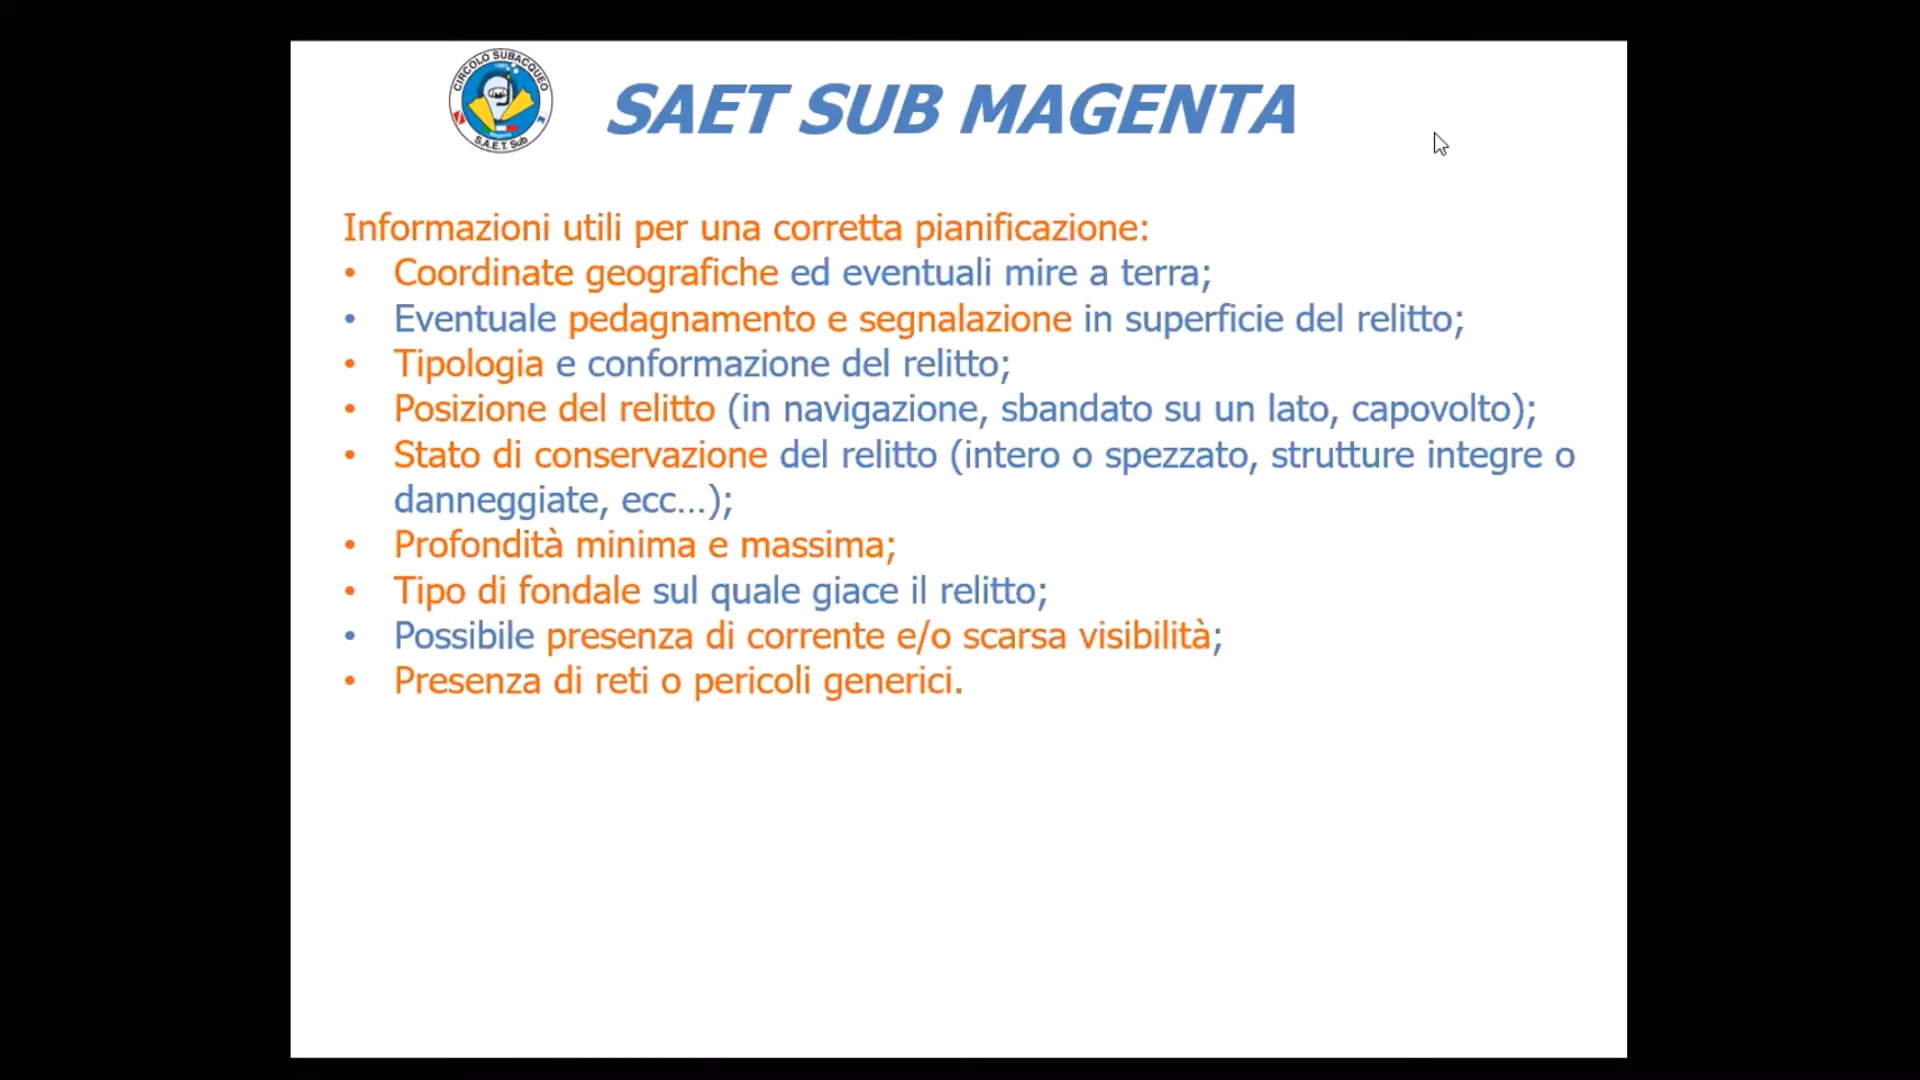 CIRCOLO SUBACQUEO
S.A.E.T. Sub
SAET SUB MAGENTA
Informazioni utili per una corretta pianificazione:
• Coordinate geografiche ed eventuali mire a terra;
• Eventuale pedagnamento e segnalazione in superficie del relitto;
• Tipologia e conformazione del relitto;
• Posizione del relitto (in navigazione, sbandato su un lato, capovolto);
• Stato di conservazione del relitto (intero o spezzato, strutture integre o
danneggiate, ecc...);
• Profondità minima e massima;
• Tipo di fondale sul quale giace il relitto;
• Possibile presenza di corrente e/o scarsa visibilità;
• Presenza di reti o pericoli generici.